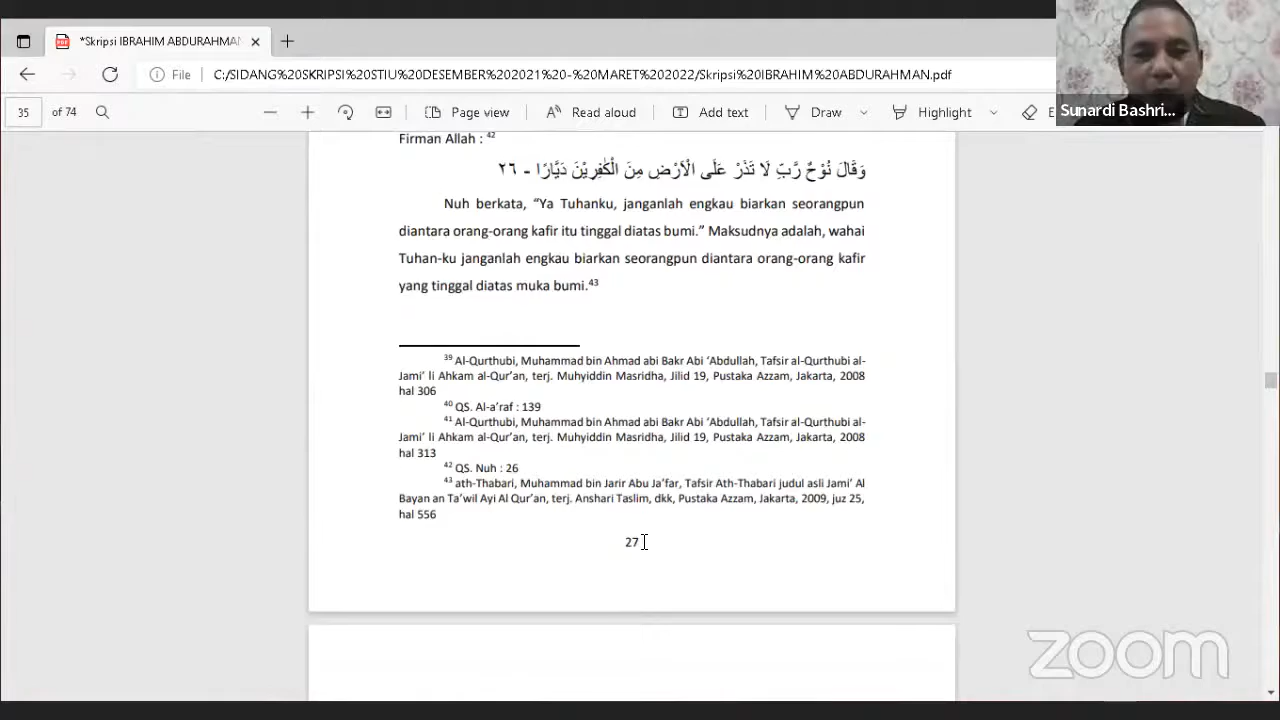 *Skripsi IBRAHIM ABDURAHMAN
File
C:/SIDANG%20SKRIPSI%20STIU%20DESEMBER%202021%20-%20MARET%202022/Skripsi%20IBRAHIM%20ABDURAHMAN.pdf
35 of 74
Page view
Read aloud
Add text
Draw
Highlight
Sunardi Bashri...
Firman Allah : 42
وَقَالَ نُوْحٌ رَّبِّ لَا تَذَرْ عَلَى الْاَرْضِ مِنَ الْكٰفِرِيْنَ دَيَّارًا - ٢٦
Nuh berkata, “Ya Tuhanku, janganlah engkau biarkan seorangpun
diantara orang-orang kafir itu tinggal diatas bumi.” Maksudnya adalah, wahai
Tuhan-ku janganlah engkau biarkan seorangpun diantara orang-orang kafir
yang tinggal diatas muka bumi.43
39 Al-Qurthubi, Muhammad bin Ahmad abi Bakr Abi ‘Abdullah, Tafsir al-Qurthubi al-
Jami’ li Ahkam al-Qur’an, terj. Muhyiddin Masridha, Jilid 19, Pustaka Azzam, Jakarta, 2008
hal 306
40 QS. Al-a’raf : 139
41 Al-Qurthubi, Muhammad bin Ahmad abi Bakr Abi ‘Abdullah, Tafsir al-Qurthubi al-
Jami’ li Ahkam al-Qur’an, terj. Muhyiddin Masridha, Jilid 19, Pustaka Azzam, Jakarta, 2008
hal 313
42 QS. Nuh : 26
43 ath-Thabari, Muhammad bin Jarir Abu Ja’far, Tafsir Ath-Thabari judul asli Jami’ Al
Bayan an Ta’wil Ayi Al Qur’an, terj. Anshari Taslim, dkk, Pustaka Azzam, Jakarta, 2009, juz 25,
hal 556
27
zoom